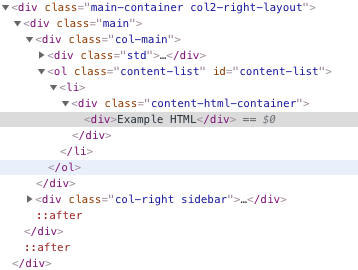 ▼<div class="main-container col2-right-layout">
▼<div class="main">
▼<div class="col-main">
▶<div class="std">…</div>
▼<ol class="content-list" id="content-list">
▼<li>
▼<div class="content-html-container">
<div>Example HTML</div> == $0
</div>
</li>
</ol>
</div>
▶<div class="col-right sidebar">…</div>
::after
</div>
::after
</div>